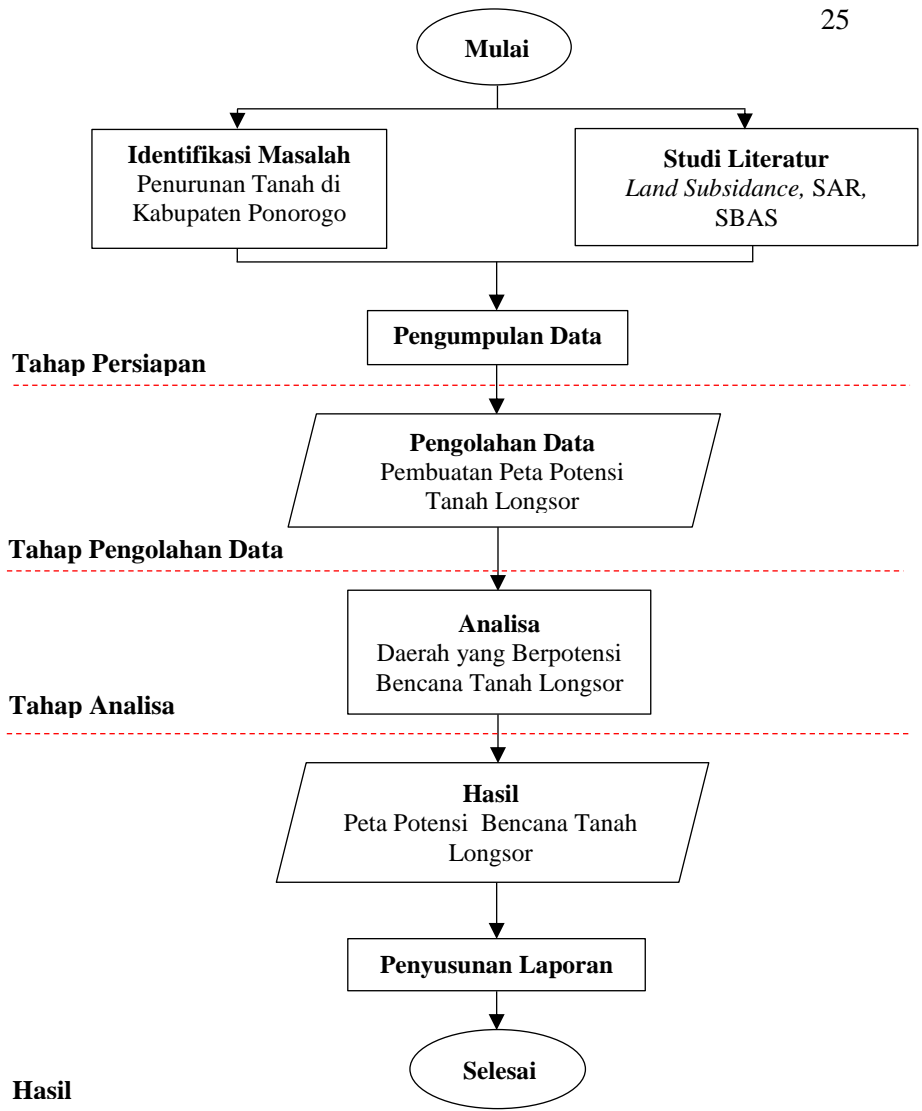 25
Mulai
Identifikasi Masalah
Penurunan Tanah di
Kabupaten Ponorogo
Studi Literatur
Land Subsidance, SAR,
SBAS
Pengumpulan Data
Tahap Persiapan
Pengolahan Data
Pembuatan Peta Potensi
Tanah Longsor
Tahap Pengolahan Data
Analisa
Daerah yang Berpotensi
Bencana Tanah Longsor
Tahap Analisa
Hasil
Peta Potensi Bencana Tanah
Longsor
Penyusunan Laporan
Selesai
Hasil